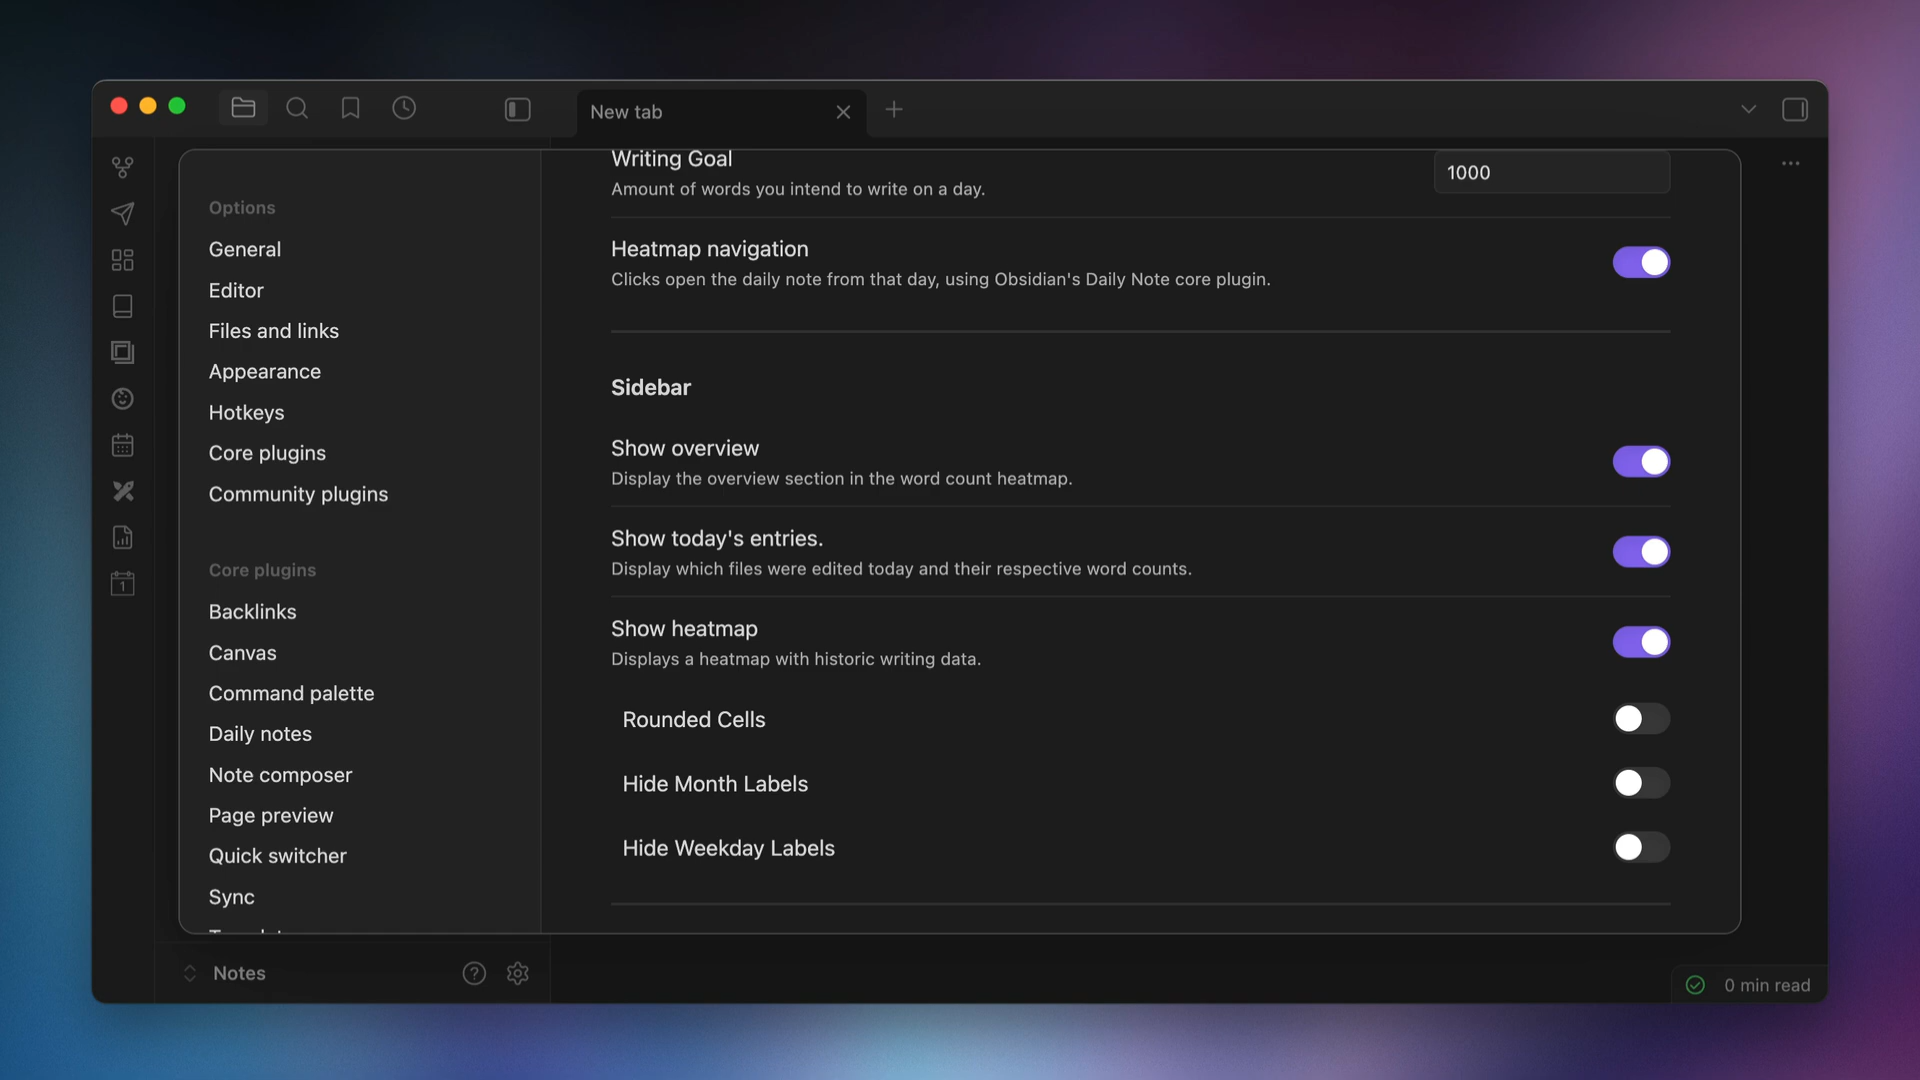 New tab
Options
General
Editor
Files and links
Appearance
Hotkeys
Core plugins
Community plugins
Core plugins
Backlinks
Canvas
Command palette
Daily notes
Note composer
Page preview
Quick switcher
Sync
Notes
Writing Goal
Amount of words you intend to write on a day.
1000
Heatmap navigation
Clicks open the daily note from that day, using Obsidian's Daily Note core plugin.
Sidebar
Show overview
Display the overview section in the word count heatmap.
Show today's entries.
Display which files were edited today and their respective word counts.
Show heatmap
Displays a heatmap with historic writing data.
Rounded Cells
Hide Month Labels
Hide Weekday Labels
0 min read
1